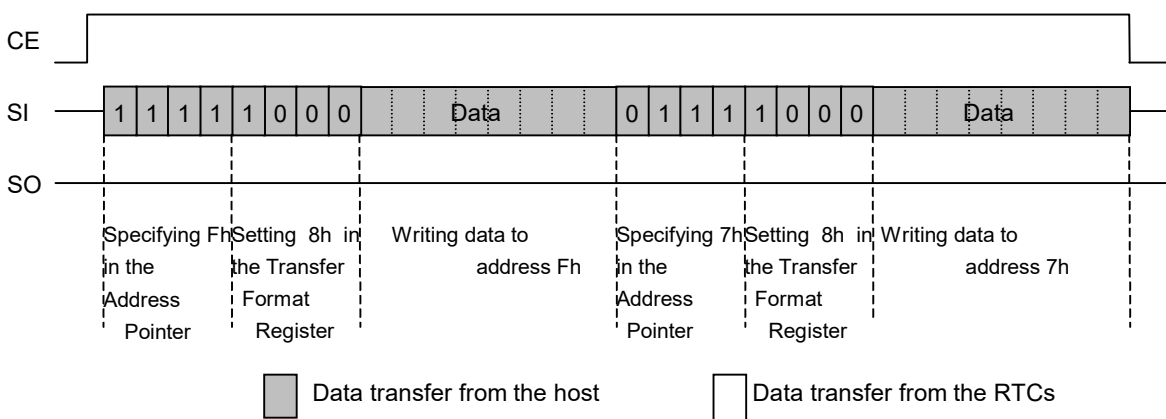 CE
SI 1 1 1 1 1 0 0 0 Data 0 1 1 1 1 0 0 0 Data
SO
Specifying Fh Setting 8h in Writing data to Specifying 7h Setting 8h in Writing data to
in the the Transfer address Fh in the the Transfer address 7h
Address Format Address Format
Pointer Register Pointer Register
Data transfer from the host Data transfer from the RTCs